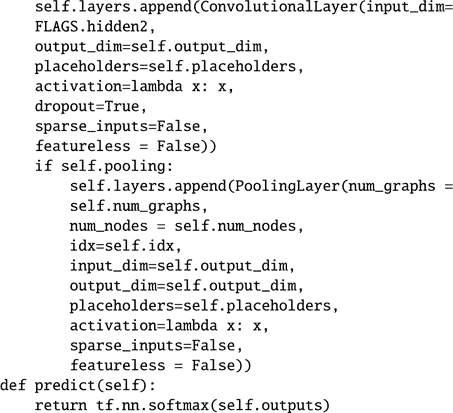 self.layers.append(ConvolutionalLayer(input_dim=
    FLAGS.hidden2,
    output_dim=self.output_dim,
    placeholders=self.placeholders,
    activation=lambda x: x,
    dropout=True,
    sparse_inputs=False,
    featureless = False))
    if self.pooling:
        self.layers.append(PoolingLayer(num_graphs =
        self.num_graphs,
        num_nodes = self.num_nodes,
        idx=self.idx,
        input_dim=self.output_dim,
        output_dim=self.output_dim,
        placeholders=self.placeholders,
        activation=lambda x: x,
        sparse_inputs=False,
        featureless = False))
def predict(self):
    return tf.nn.softmax(self.outputs)